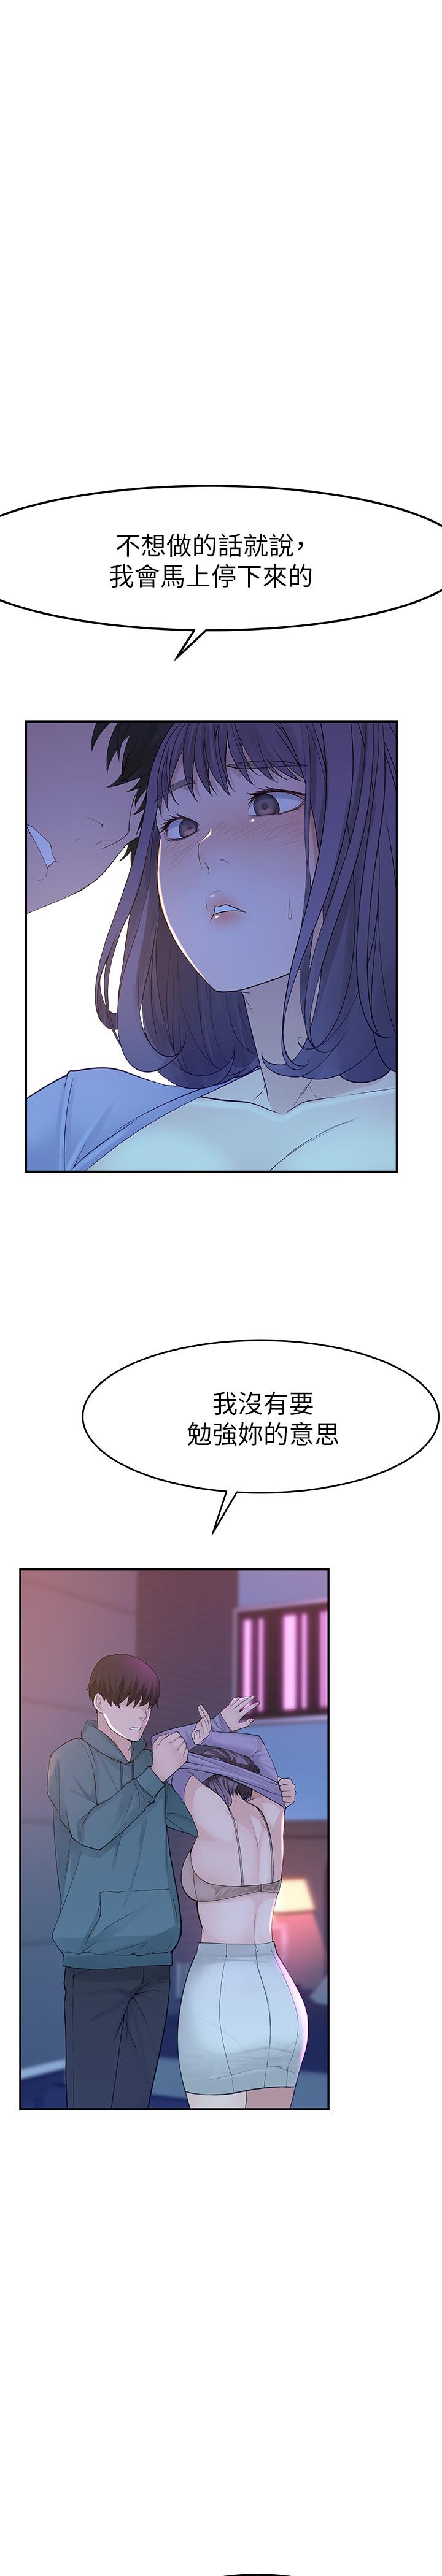 不想做的話就說，
我會馬上停下來的
我沒有要
勉強妳的意思